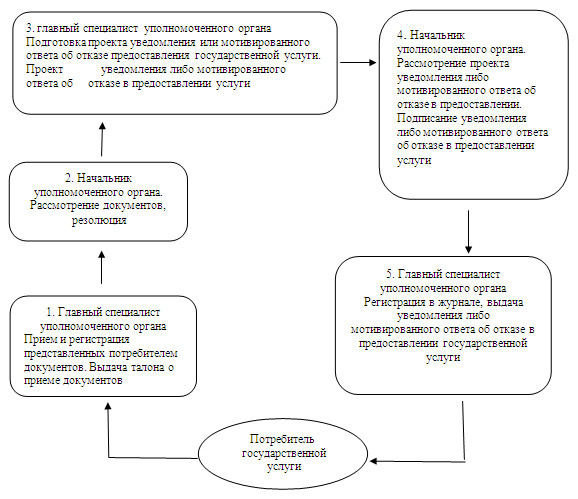 3. главный специалист уполномоченного органа
Подготовка проекта уведомления или мотивированного
ответа об отказе предоставления государственной услуги.
Проект уведомления либо мотивированного
ответа об отказе в предоставлении услуги
4. Начальник
уполномоченного органа.
Рассмотрение проекта
уведомления либо
мотивированного ответа об
отказе в предоставлении.
Подписание уведомления
либо мотивированного ответа
об отказе в предоставлении
услуги
2. Начальник
уполномоченного органа.
Рассмотрение документов,
резолюция
5. Главный специалист
уполномоченного органа
Регистрация в журнале, выдача
уведомления либо
мотивированного ответа об отказе в
предоставлении государственной
услуги
1. Главный специалист
уполномоченного органа
Прием и регистрация
представленных потребителем
документов. Выдача талона о
приеме документов
Потребитель
государственной
услуги